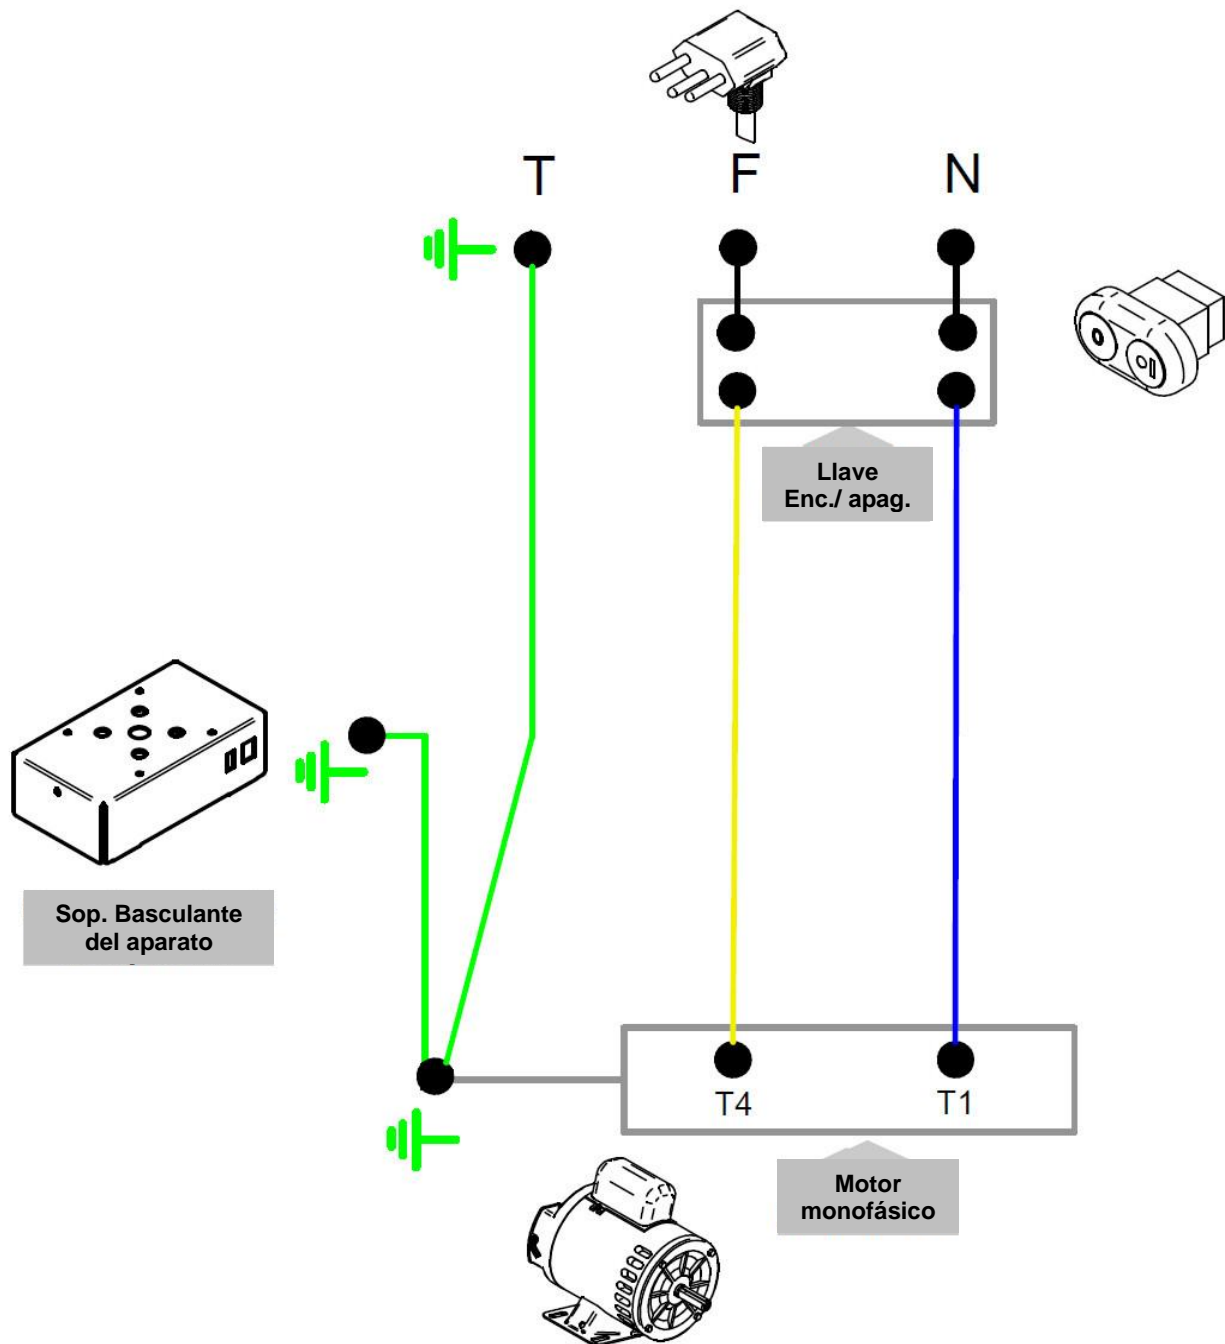 T F N
Llave
Enc./ apag.
Sop. Basculante
del aparato
T4 T1
Motor
monofásico